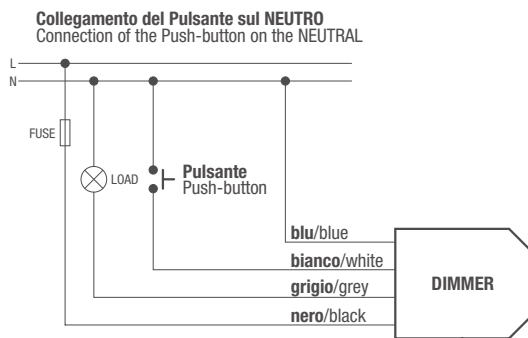 Collegamento del Pulsante sul NEUTRO
Connection of the Push-button on the NEUTRAL
L
N
FUSE
LOAD
Pulsante
Push-button
blu/blue
bianco/white
grigio/grey
nero/black
DIMMER